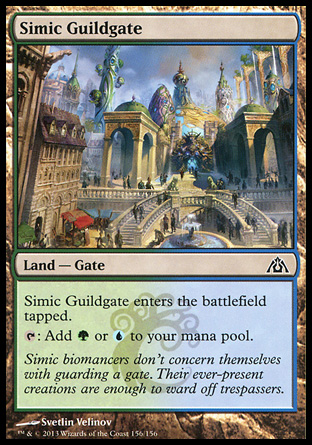 Simic Guildgate
Land — Gate
Simic Guildgate enters the battlefield
tapped.
: Add or to your mana pool.
Simic biomancers don't concern themselves
with guarding a gate. Their ever-present
creations are enough to ward off trespassers.
Svetlin Velinov
™ & © 2013 Wizards of the Coast 156/156